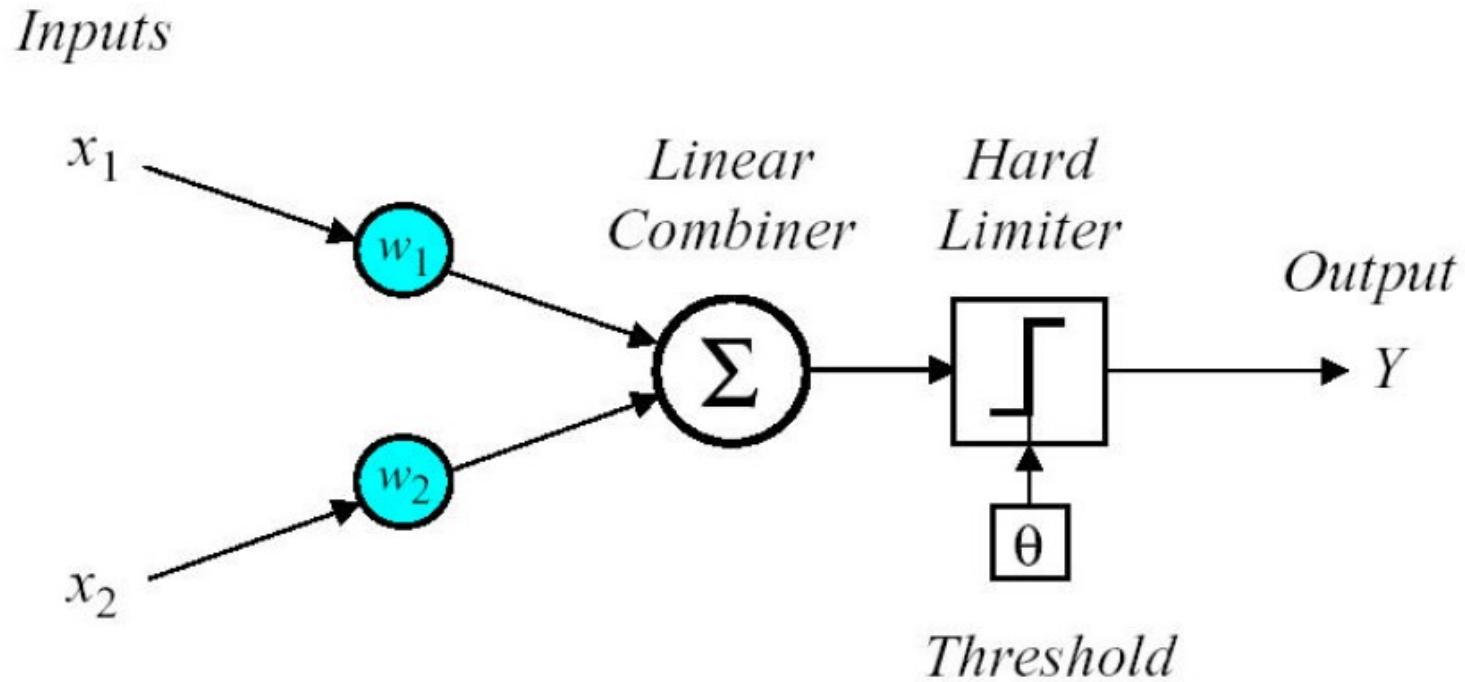 Inputs
x₁
w₁
w₂
x₂
Linear
Combiner
Σ
Hard
Limiter
θ
Threshold
Output
Y